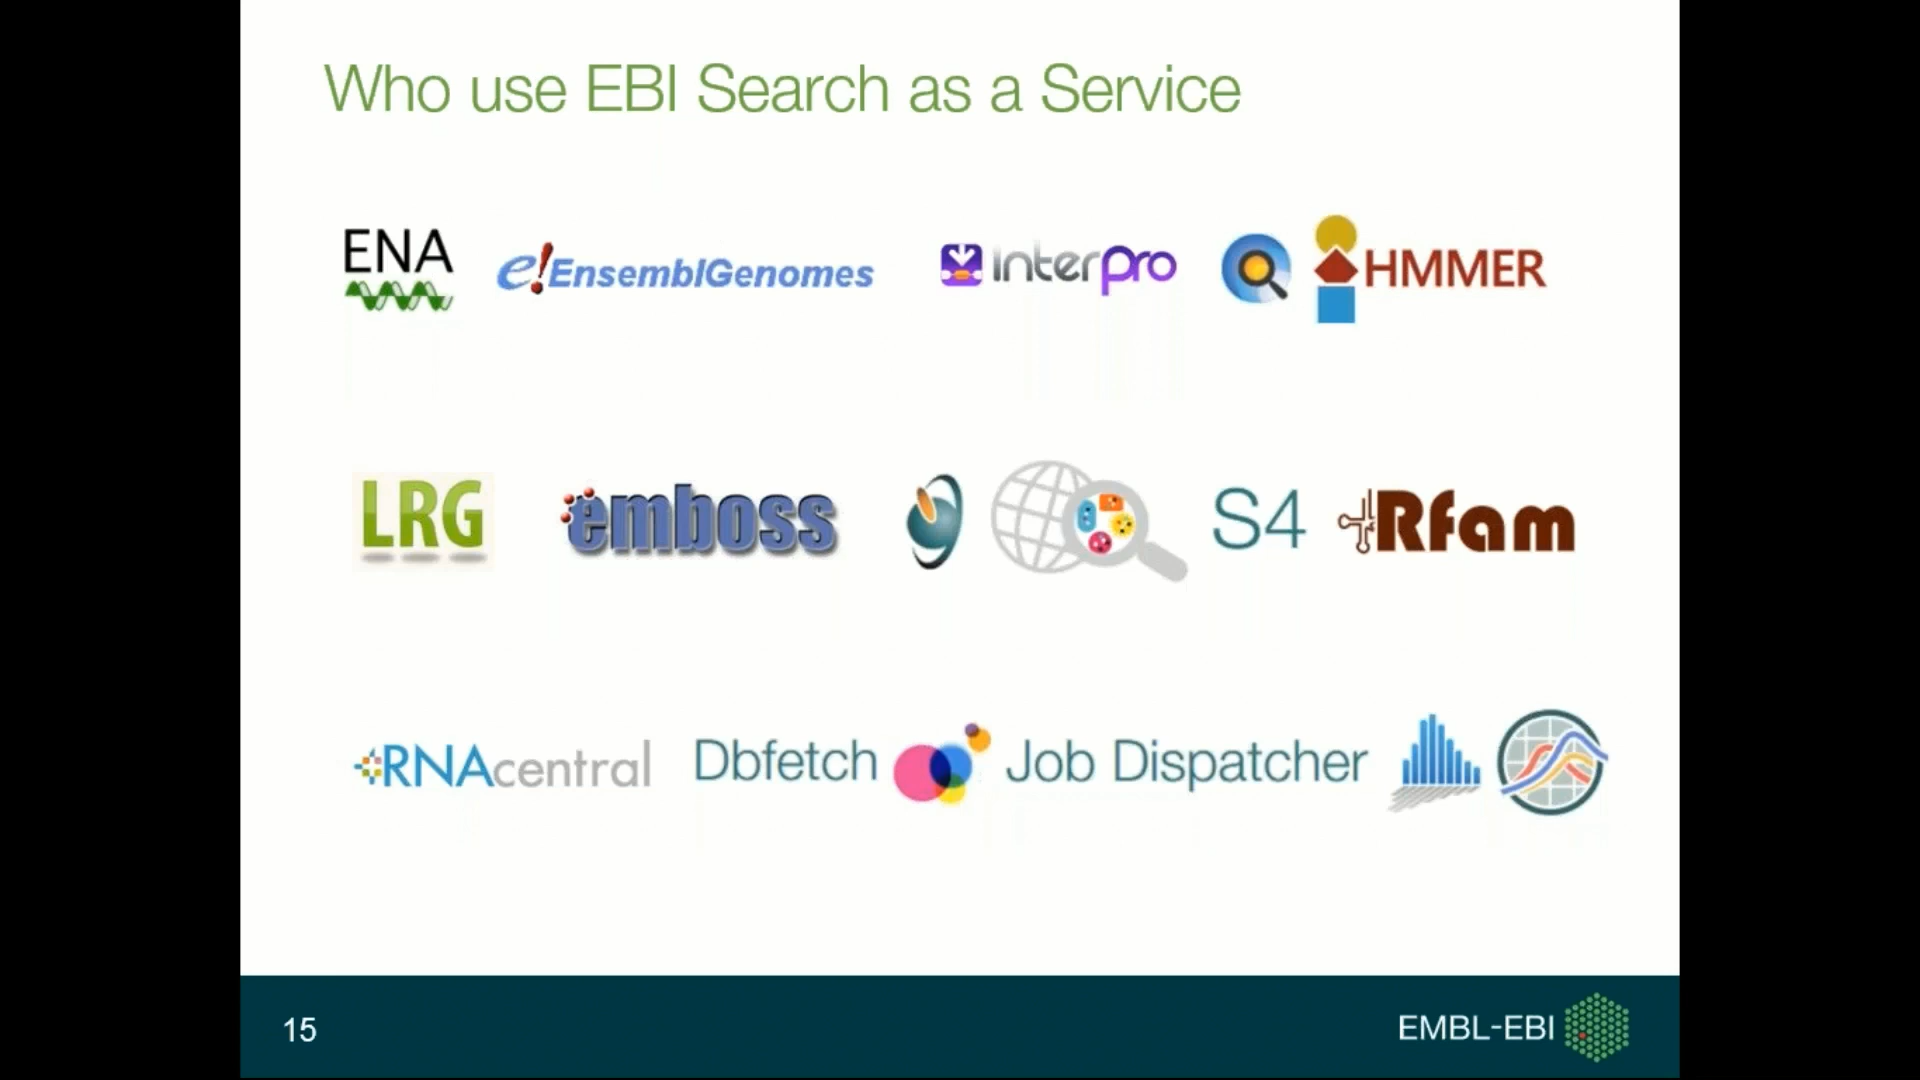 Who use EBI Search as a Service
ENA
e!EnsemblGenomes
InterPro
HMMER
LRG
emboss
S4
Rfam
RNAcentral
Dbfetch
Job Dispatcher
15
EMBL-EBI